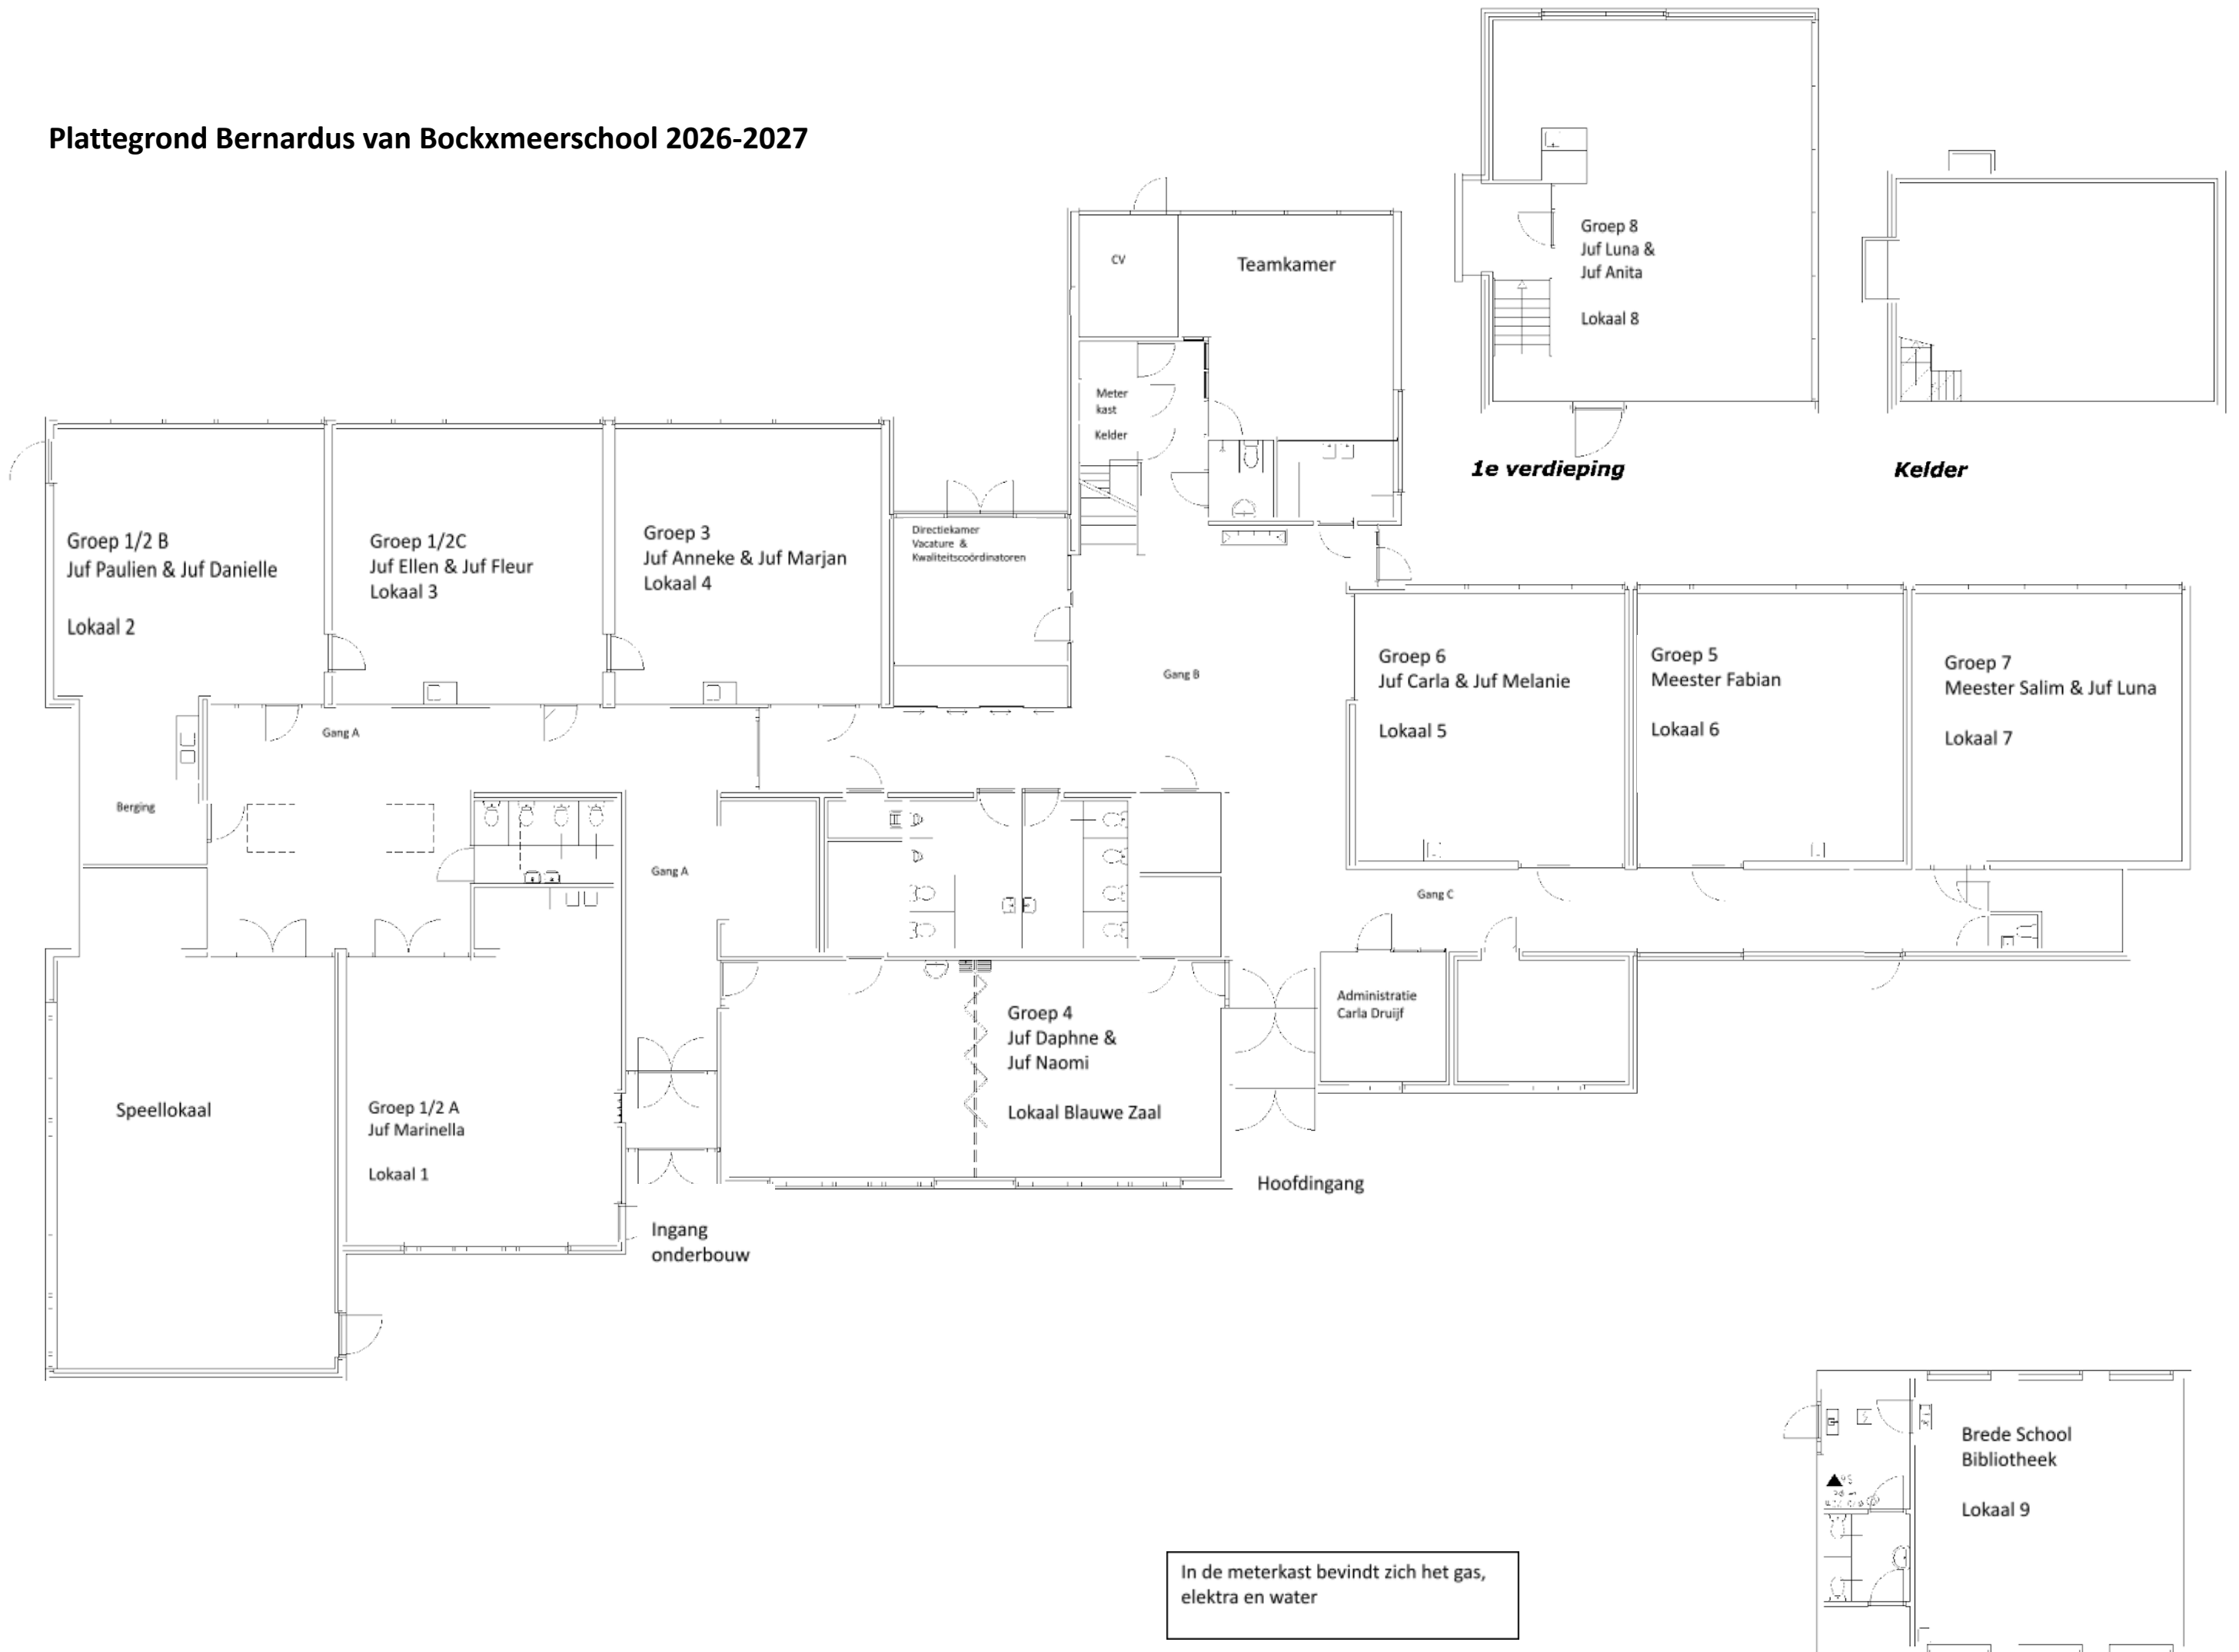 Plattegrond Bernardus van Bockxmeerschool 2026-2027
CV
Teamkamer
Meter
kast
Kelder
Groep 8
Juf Luna &
Juf Anita
Lokaal 8
1e verdieping
Kelder
Groep 1/2 B
Juf Paulien & Juf Danielle
Lokaal 2
Groep 1/2C
Juf Ellen & Juf Fleur
Lokaal 3
Groep 3
Juf Anneke & Juf Marjan
Lokaal 4
Directiekamer
Vacature &
Kwaliteitscoördinatoren
Gang B
Groep 6
Juf Carla & Juf Melanie
Lokaal 5
Groep 5
Meester Fabian
Lokaal 6
Groep 7
Meester Salim & Juf Luna
Lokaal 7
Gang A
Berging
Gang A
Gang C
Administratie
Carla Druijf
Groep 4
Juf Daphne &
Juf Naomi
Lokaal Blauwe Zaal
Speellokaal
Groep 1/2 A
Juf Marinella
Lokaal 1
Hoofdingang
Ingang
onderbouw
Brede School
Bibliotheek
Lokaal 9
In de meterkast bevindt zich het gas,
elektra en water